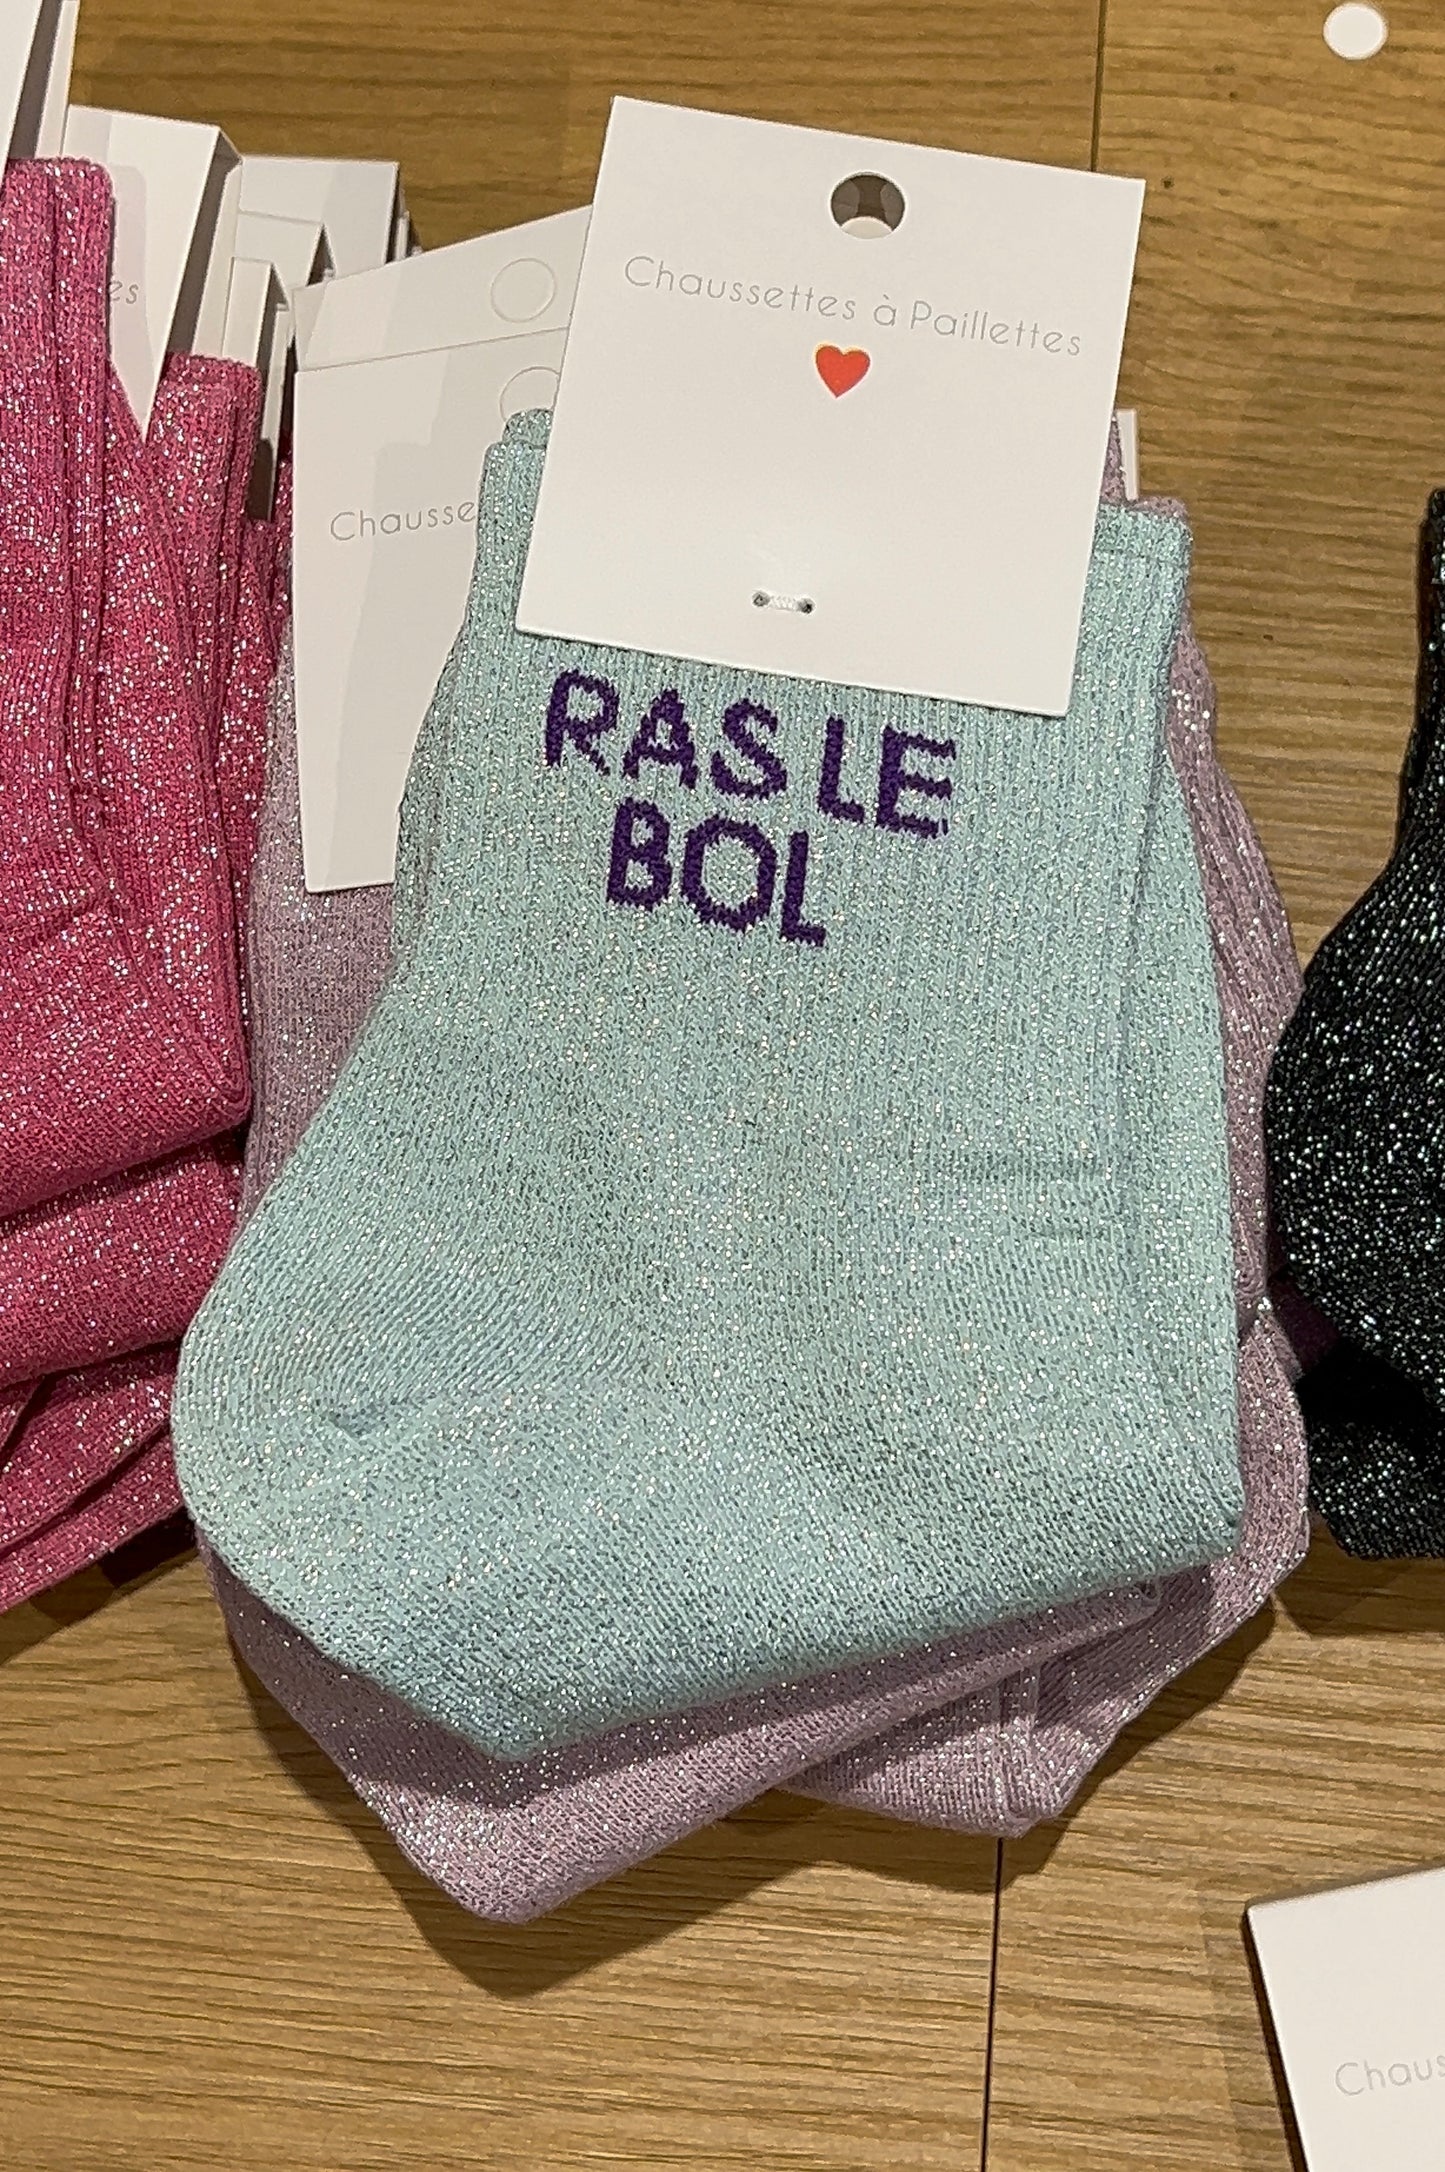 Chaussettes à Paillettes
RAS LE
BOL